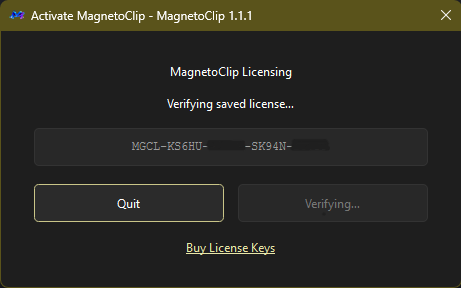 Activate MagnetoClip - MagnetoClip 1.1.1
MagnetoClip Licensing
Verifying saved license...
MGCL-KS6HU- -SK94N-
Quit
Verifying...
Buy License Keys